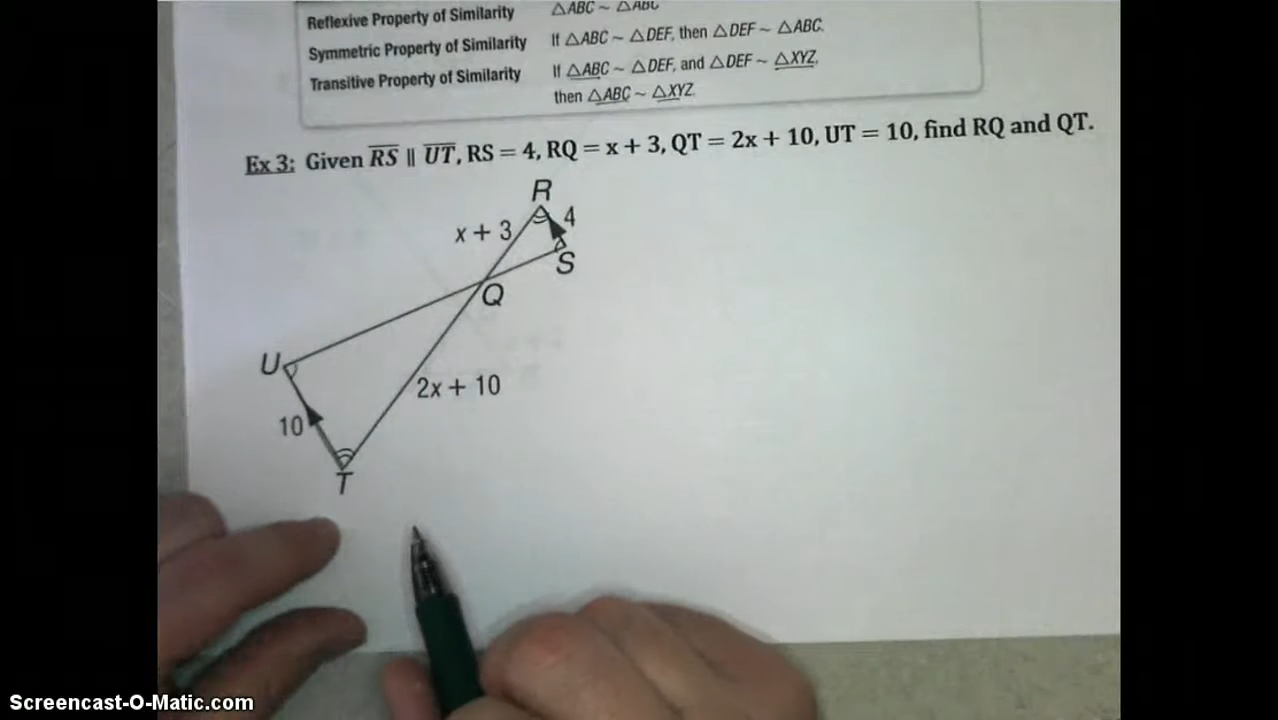 Reflexive Property of Similarity △ABC ~ △ABC
Symmetric Property of Similarity If △ABC ~ △DEF, then △DEF ~ △ABC.
Transitive Property of Similarity If △ABC ~ △DEF, and △DEF ~ △XYZ,
then △ABC ~ △XYZ.
Ex 3: Given RS ∥ UT, RS = 4, RQ = x + 3, QT = 2x + 10, UT = 10, find RQ and QT.
R
x + 3
4
S
Q
U
2x + 10
10
T
Screencast-O-Matic.com